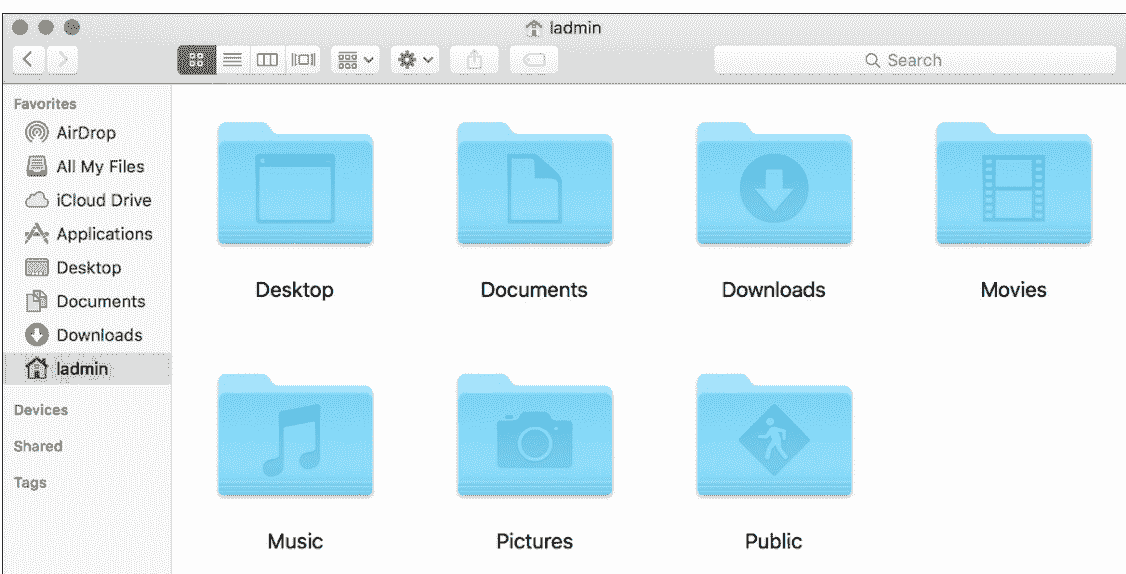 ladmin
Search
Favorites
AirDrop
All My Files
iCloud Drive
Applications
Desktop
Documents
Downloads
ladmin
Devices
Shared
Tags
Desktop Documents Downloads Movies
Music Pictures Public